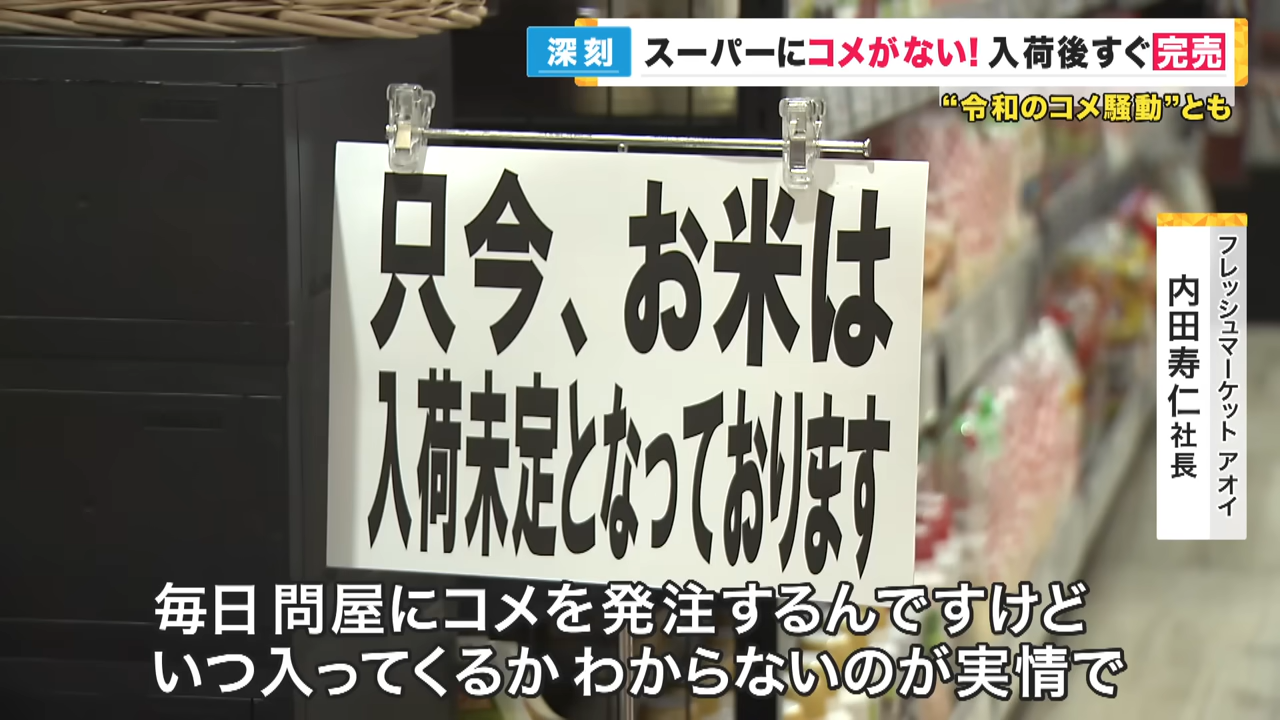 深刻
スーパーにコメがない!入荷後すぐ完売
“令和のコメ騒動”とも
只今、お米は
入荷未定となっております
フレッシュマーケット アオイ
内田寿仁社長
毎日 問屋にコメを発注するんですけど
いつ入ってくるか わからないのが実情で